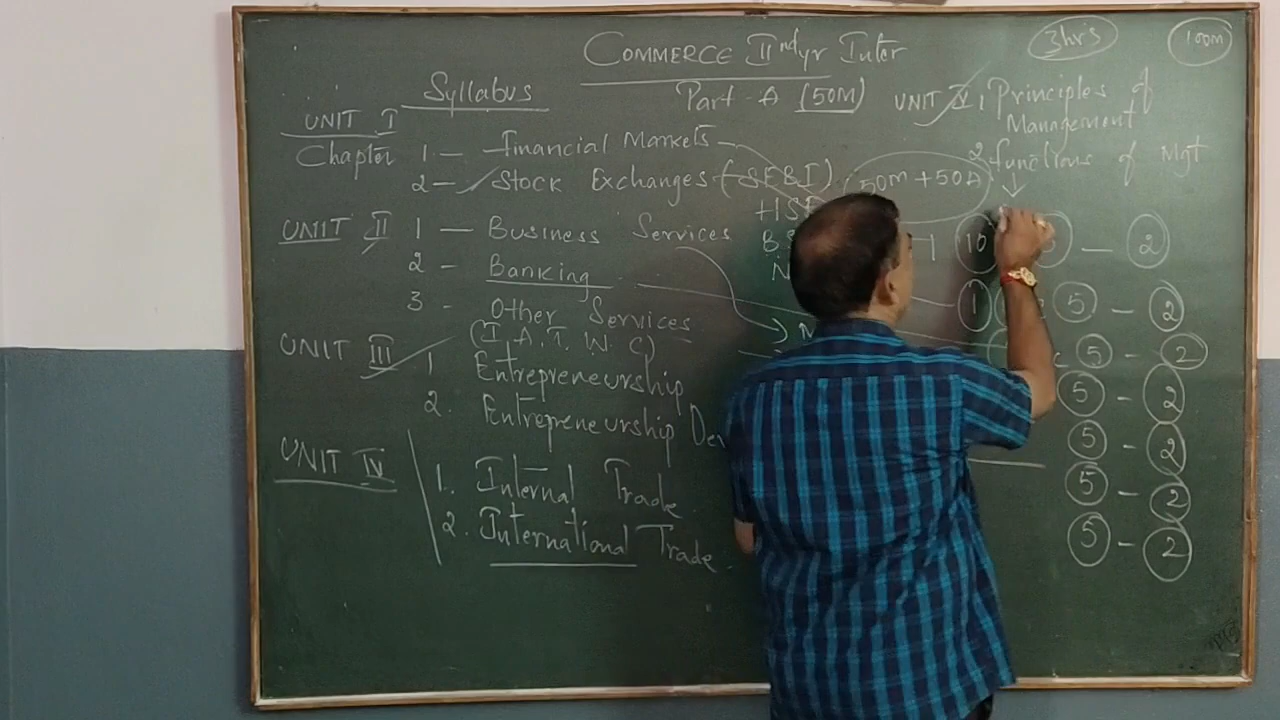 COMMERCE IInd yr Inter
3hr's
100m
Syllabus
Part-A (50M)
UNIT I
Chapter 1 — Financial Markets
2 — Stock Exchanges (SEBI)
50m + 50A
UNIT II 1 — Business Services
2 - Banking
3 - Other Services
(I, A, T. W. C)
UNIT III 1 Entrepreneurship
2. Entrepreneurship
UNIT IV 1. Internal Trade
2. International Trade
UNIT V 1 Principles of
Management
2 functions of Mgt
10 — 2
1 5 - 2
5 - 2
5 - 2
5 - 2
5 - 2
5 - 2